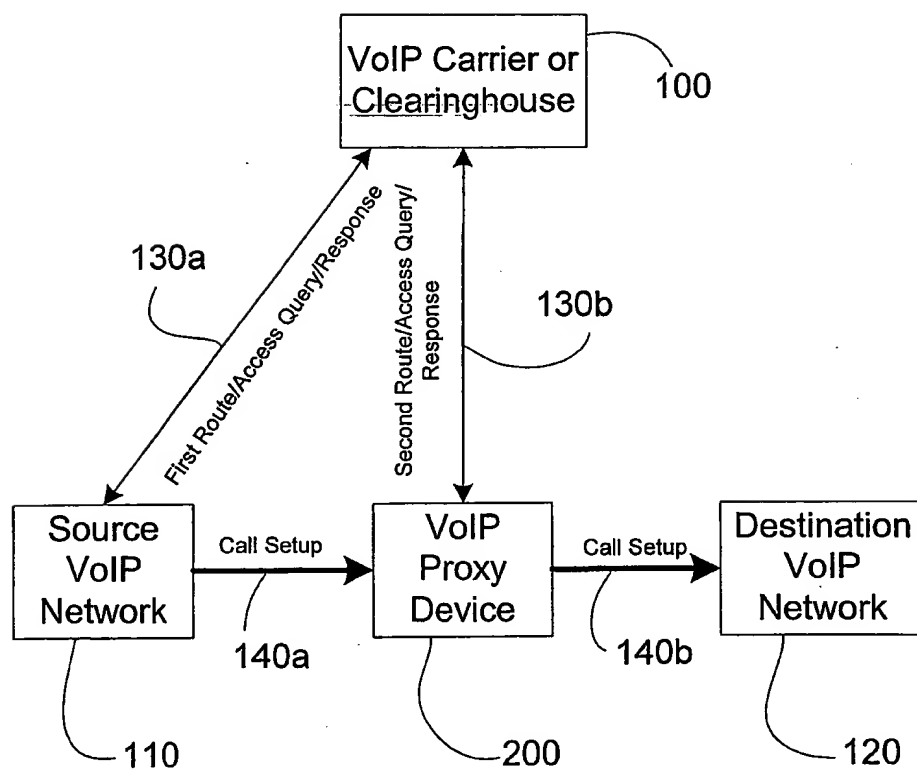 VoIP Carrier or
Clearinghouse
100
130a
First Route/Access Query/Response
Second Route/Access Query/
Response
130b
Source
VoIP
Network
Call Setup
VoIP
Proxy
Device
Call Setup
Destination
VoIP
Network
140a
140b
110
200
120